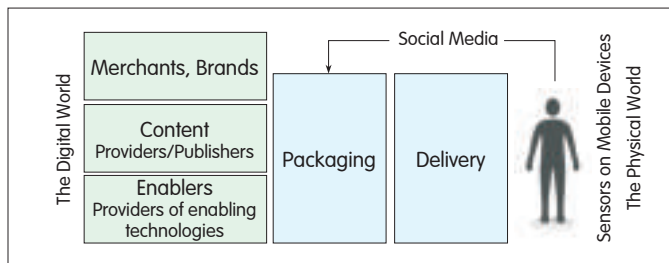 Social Media
The Digital World
Merchants, Brands
Content
Providers/Publishers
Enablers
Providers of enabling
technologies
Packaging
Delivery
Sensors on Mobile Devices
The Physical World